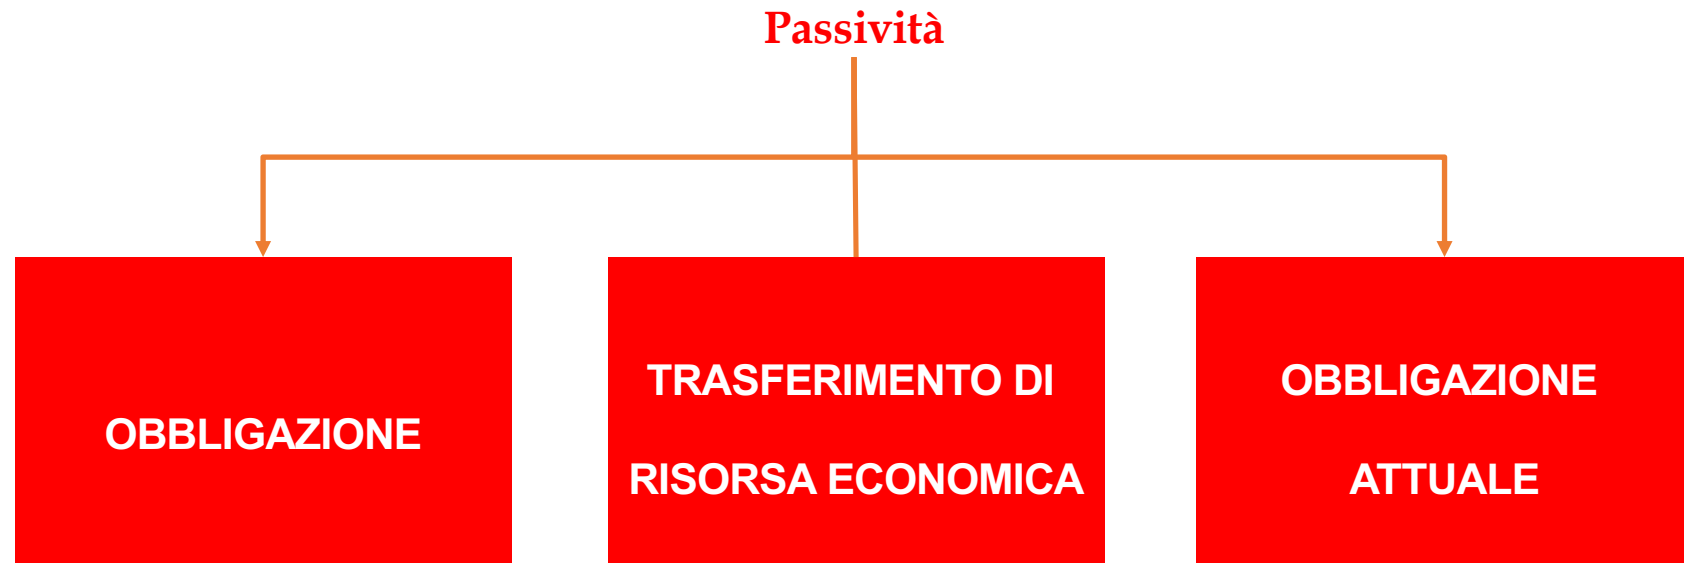 Passività
OBBLIGAZIONE
TRASFERIMENTO DI
RISORSA ECONOMICA
OBBLIGAZIONE
ATTUALE